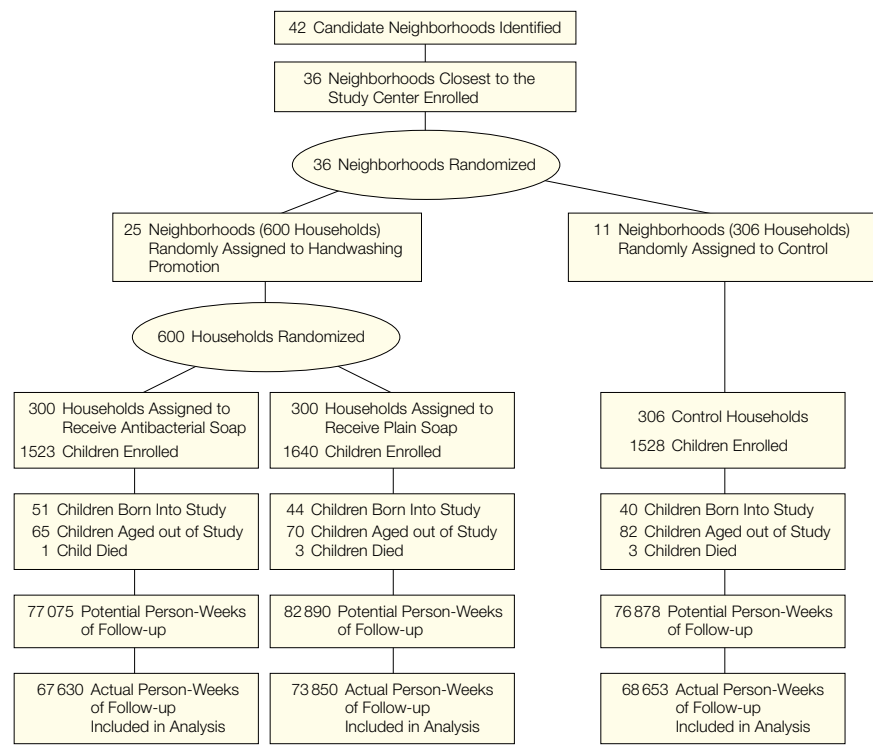 42 Candidate Neighborhoods Identified
36 Neighborhoods Closest to the
Study Center Enrolled
36 Neighborhoods Randomized
25 Neighborhoods (600 Households)
Randomly Assigned to Handwashing
Promotion
11 Neighborhoods (306 Households)
Randomly Assigned to Control
600 Households Randomized
300 Households Assigned to
Receive Antibacterial Soap
1523 Children Enrolled
300 Households Assigned to
Receive Plain Soap
1640 Children Enrolled
306 Control Households
1528 Children Enrolled
51 Children Born Into Study
65 Children Aged out of Study
1 Child Died
44 Children Born Into Study
70 Children Aged out of Study
3 Children Died
40 Children Born Into Study
82 Children Aged out of Study
3 Children Died
77 075 Potential Person-Weeks
of Follow-up
82 890 Potential Person-Weeks
of Follow-up
76 878 Potential Person-Weeks
of Follow-up
67 630 Actual Person-Weeks
of Follow-up
Included in Analysis
73 850 Actual Person-Weeks
of Follow-up
Included in Analysis
68 653 Actual Person-Weeks
of Follow-up
Included in Analysis